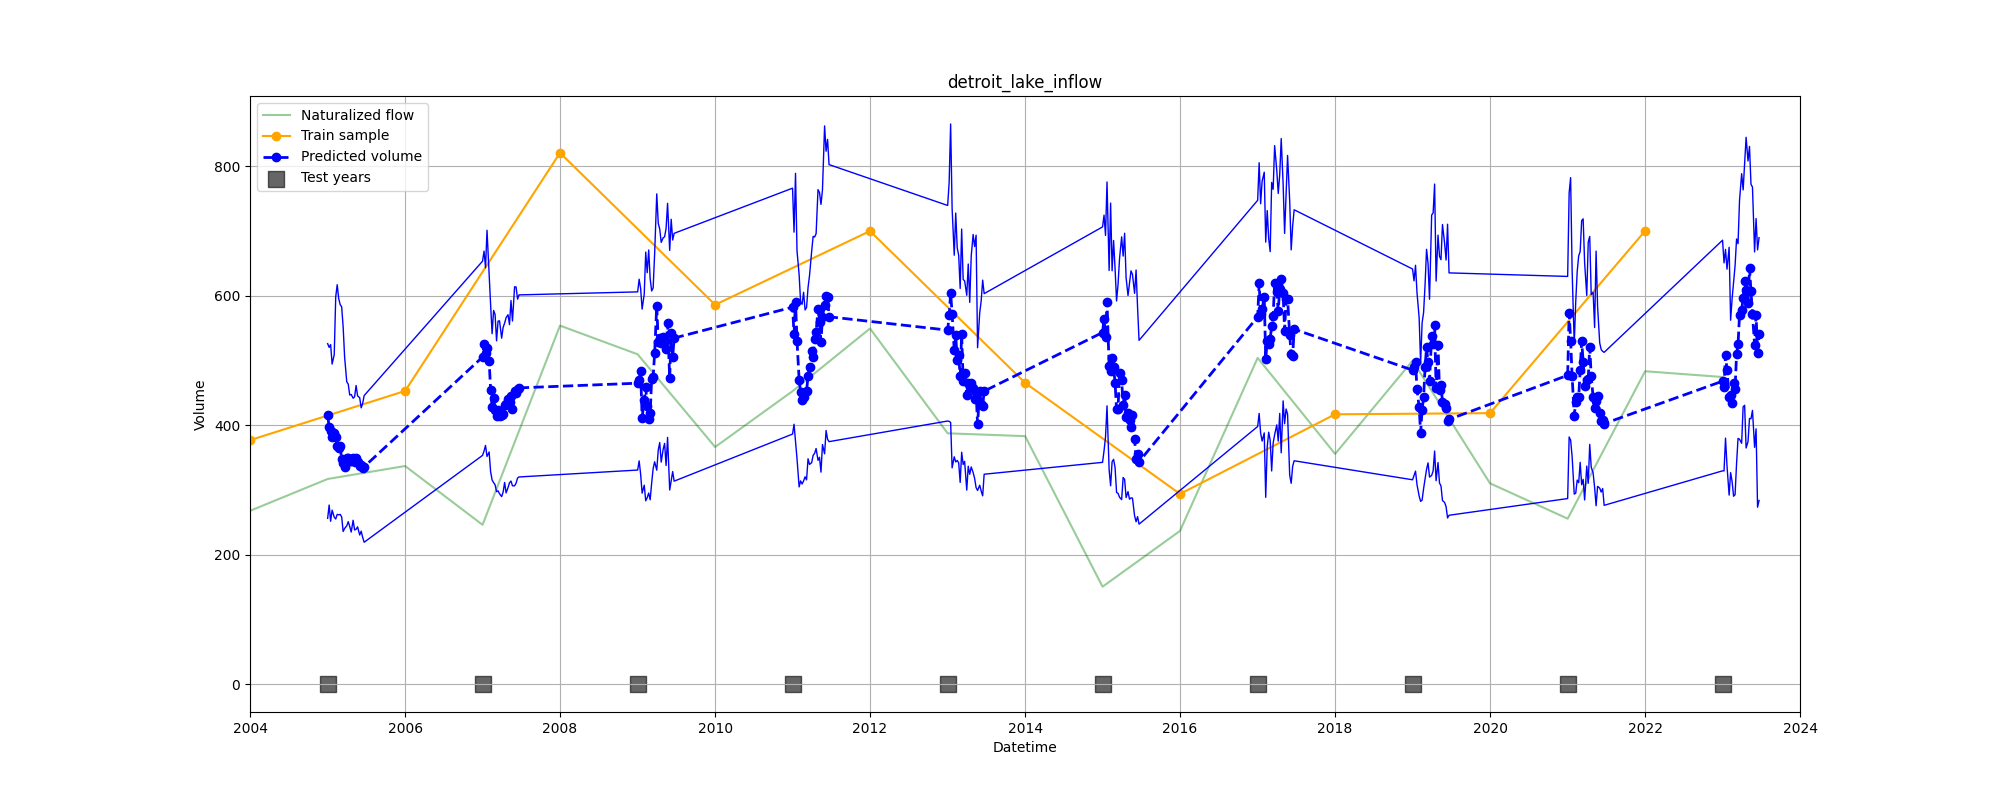 detroit_lake_inflow
Naturalized flow
Train sample
Predicted volume
Test years
Volume
800
600
400
200
0
2004 2006 2008 2010 2012 2014 2016 2018 2020 2022 2024
Datetime